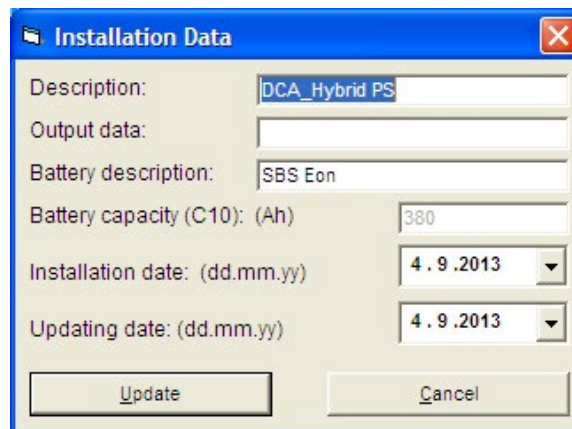 Installation Data
Description: DCA_Hybrid PS
Output data:
Battery description: SBS Eon
Battery capacity (C10): (Ah) 380
Installation date: (dd.mm.yy) 4 . 9 .2013
Updating date: (dd.mm.yy) 4 . 9 .2013
Update Cancel